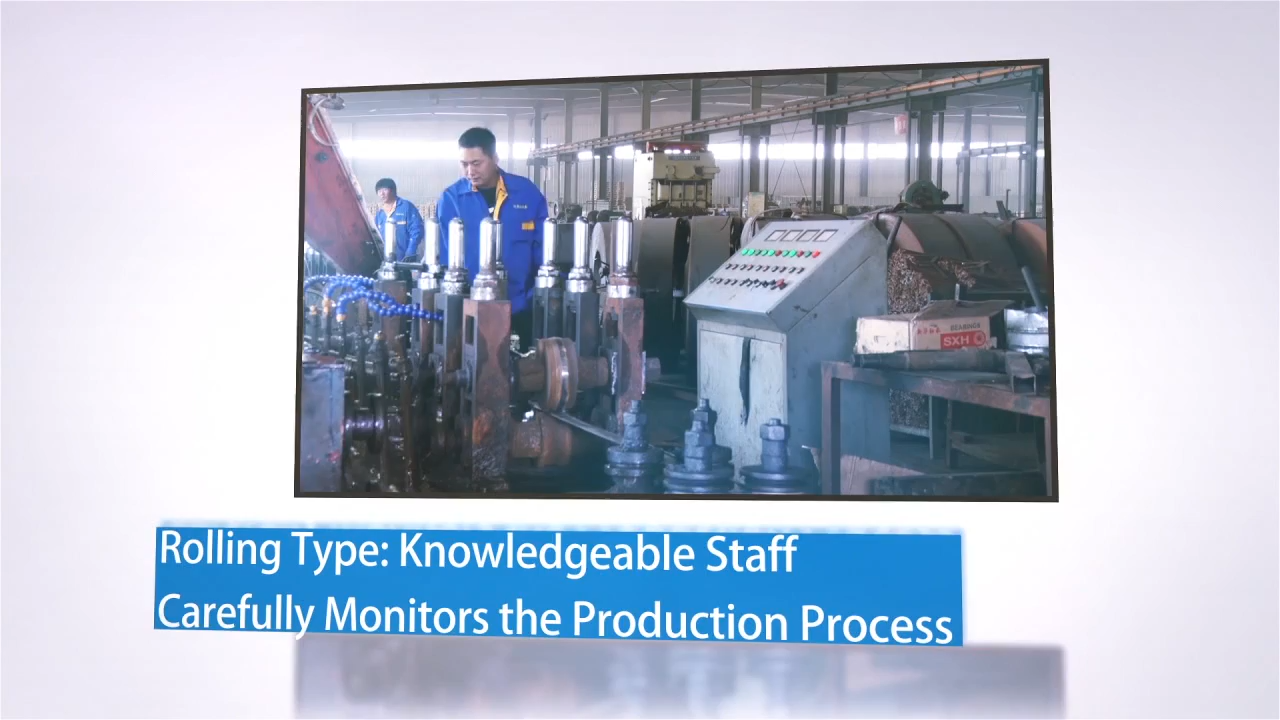 BEARINGS
SXH
Rolling Type: Knowledgeable Staff
Carefully Monitors the Production Process